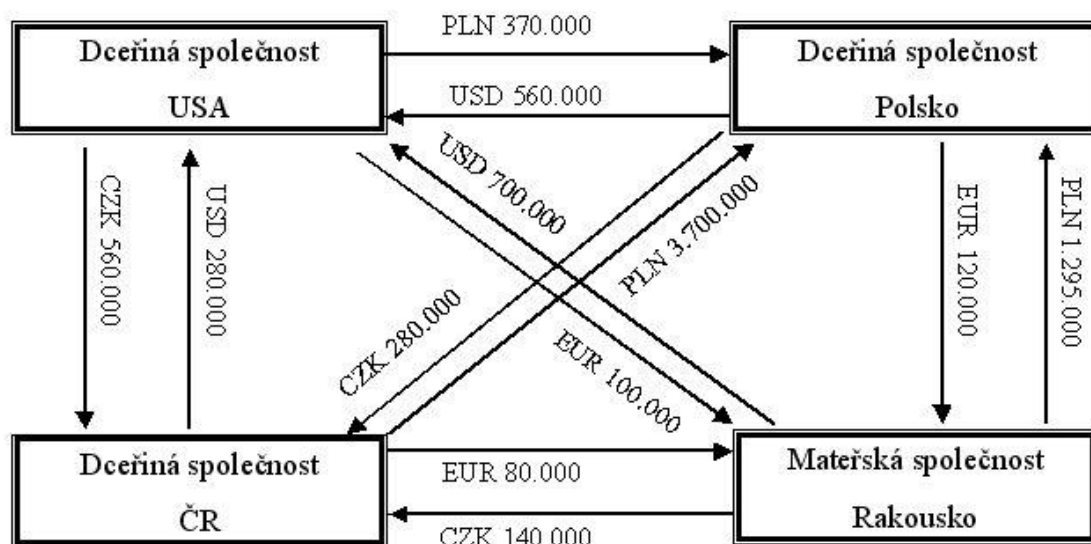 PLN 370.000
Dceřiná společnost
USA
Dceřiná společnost
Polsko
USD 560.000
CZK 560.000
USD 280.000
USD 700.000
PLN 3.700.000
CZK 280.000
EUR 100.000
EUR 120.000
PLN 1.295.000
Dceřiná společnost
ČR
EUR 80.000
CZK 140.000
Mateřská společnost
Rakousko